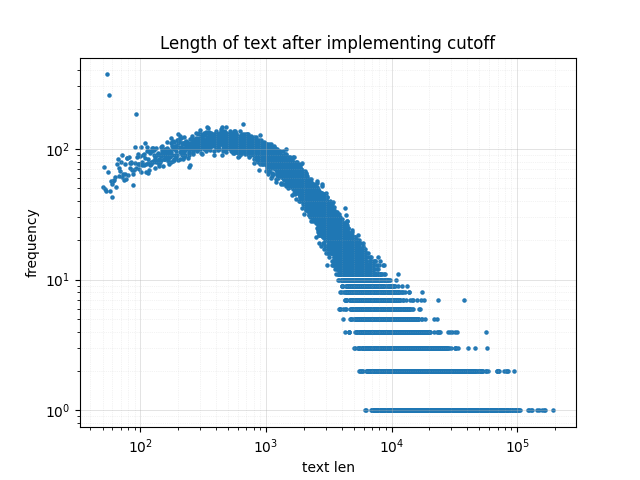 Length of text after implementing cutoff
frequency
10²
10¹
10⁰
10²
10³
10⁴
10⁵
text len